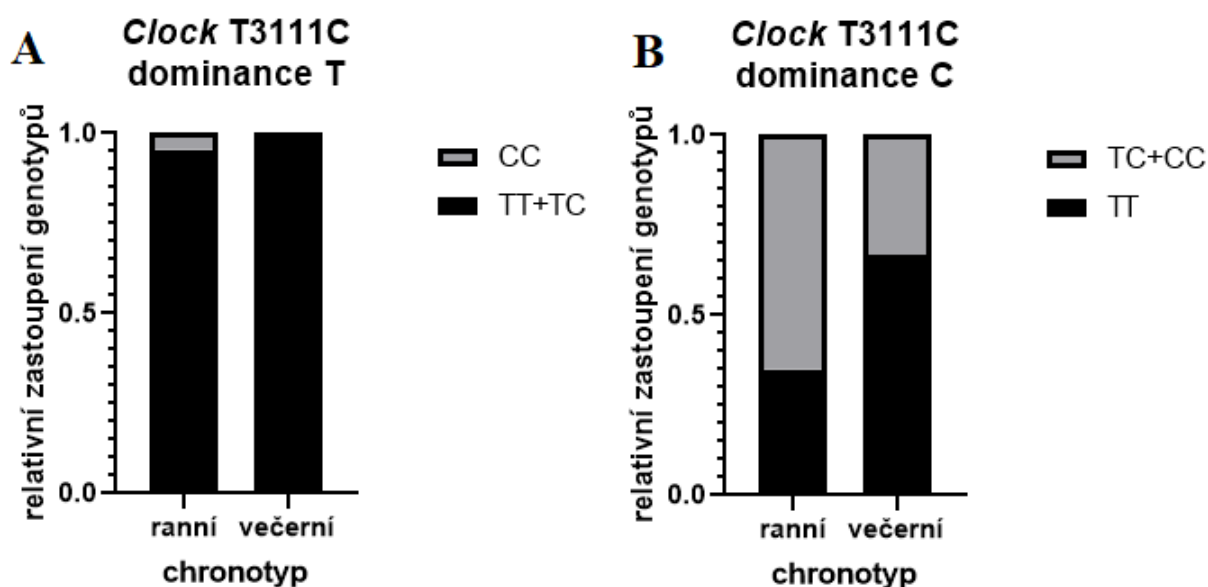 A
Clock T3111C
dominance T
relativní zastoupení genotypů
1.0
0.5
0.0
ranní večerní
chronotyp
CC
TT+TC
B
Clock T3111C
dominance C
relativní zastoupení genotypů
1.0
0.5
0.0
ranní večerní
chronotyp
TC+CC
TT